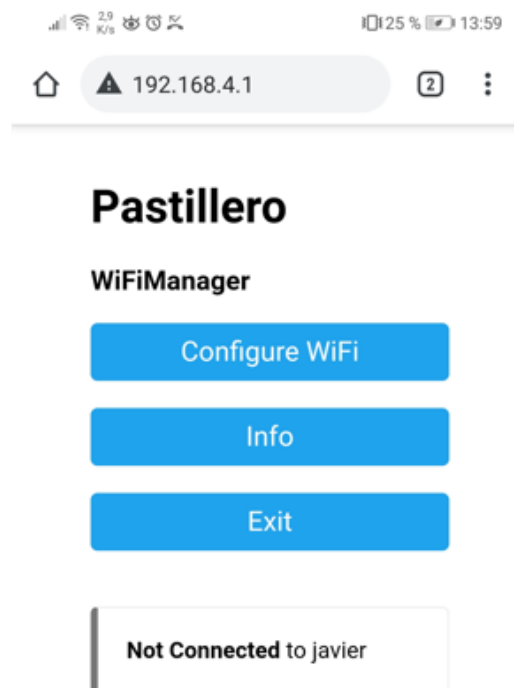 2,9
K/s
25 %
13:59
192.168.4.1
2
Pastillero
WiFiManager
Configure WiFi
Info
Exit
Not Connected to javier